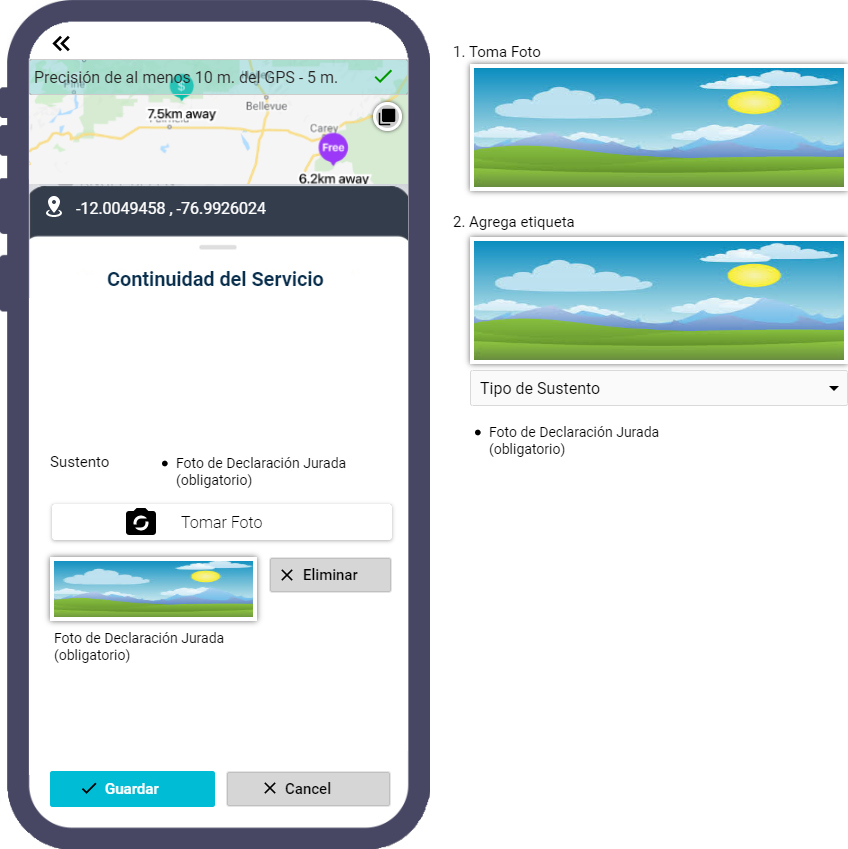 Precisión de al menos 10 m. del GPS - 5 m.
$
7.5km away
Bellevue
Carey
Free
6.2km away
-12.0049458 , -76.9926024
Continuidad del Servicio
Sustento
• Foto de Declaración Jurada
(obligatorio)
Tomar Foto
Eliminar
Foto de Declaración Jurada
(obligatorio)
Guardar
Cancel
1. Toma Foto
2. Agrega etiqueta
Tipo de Sustento
• Foto de Declaración Jurada
(obligatorio)